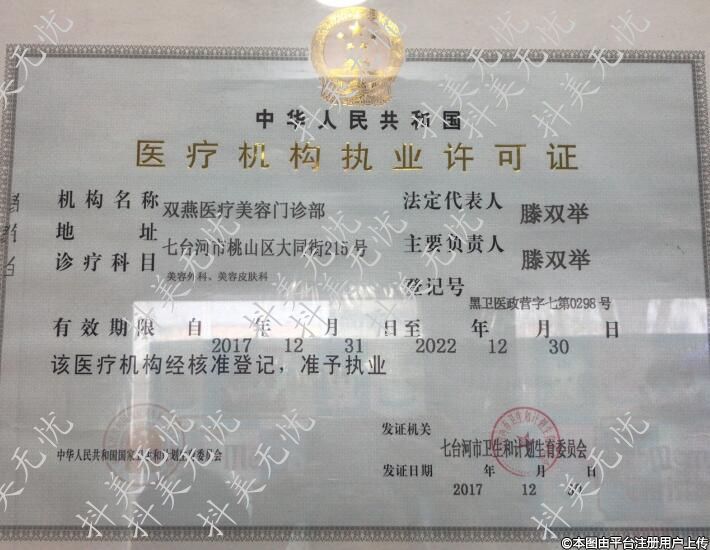 中华人民共和国
医疗机构执业许可证
机构名称 双燕医疗美容门诊部
法定代表人 滕双举
地址 七台河市桃山区大同街215号
主要负责人 滕双举
诊疗科目 美容外科、美容皮肤科
登记号 黑卫医政营字七第0298号
有效期限 自 2017 年 12 月 31 日至 2022 年 12 月 30 日
该医疗机构经核准登记，准予执业
中华人民共和国国家卫生和计划生育委员会
发证机关 七台河市卫生和计划生育委员会
发证日期 2017 年 12 月 30 日
抖美无忧
©本图由平台注册用户上传